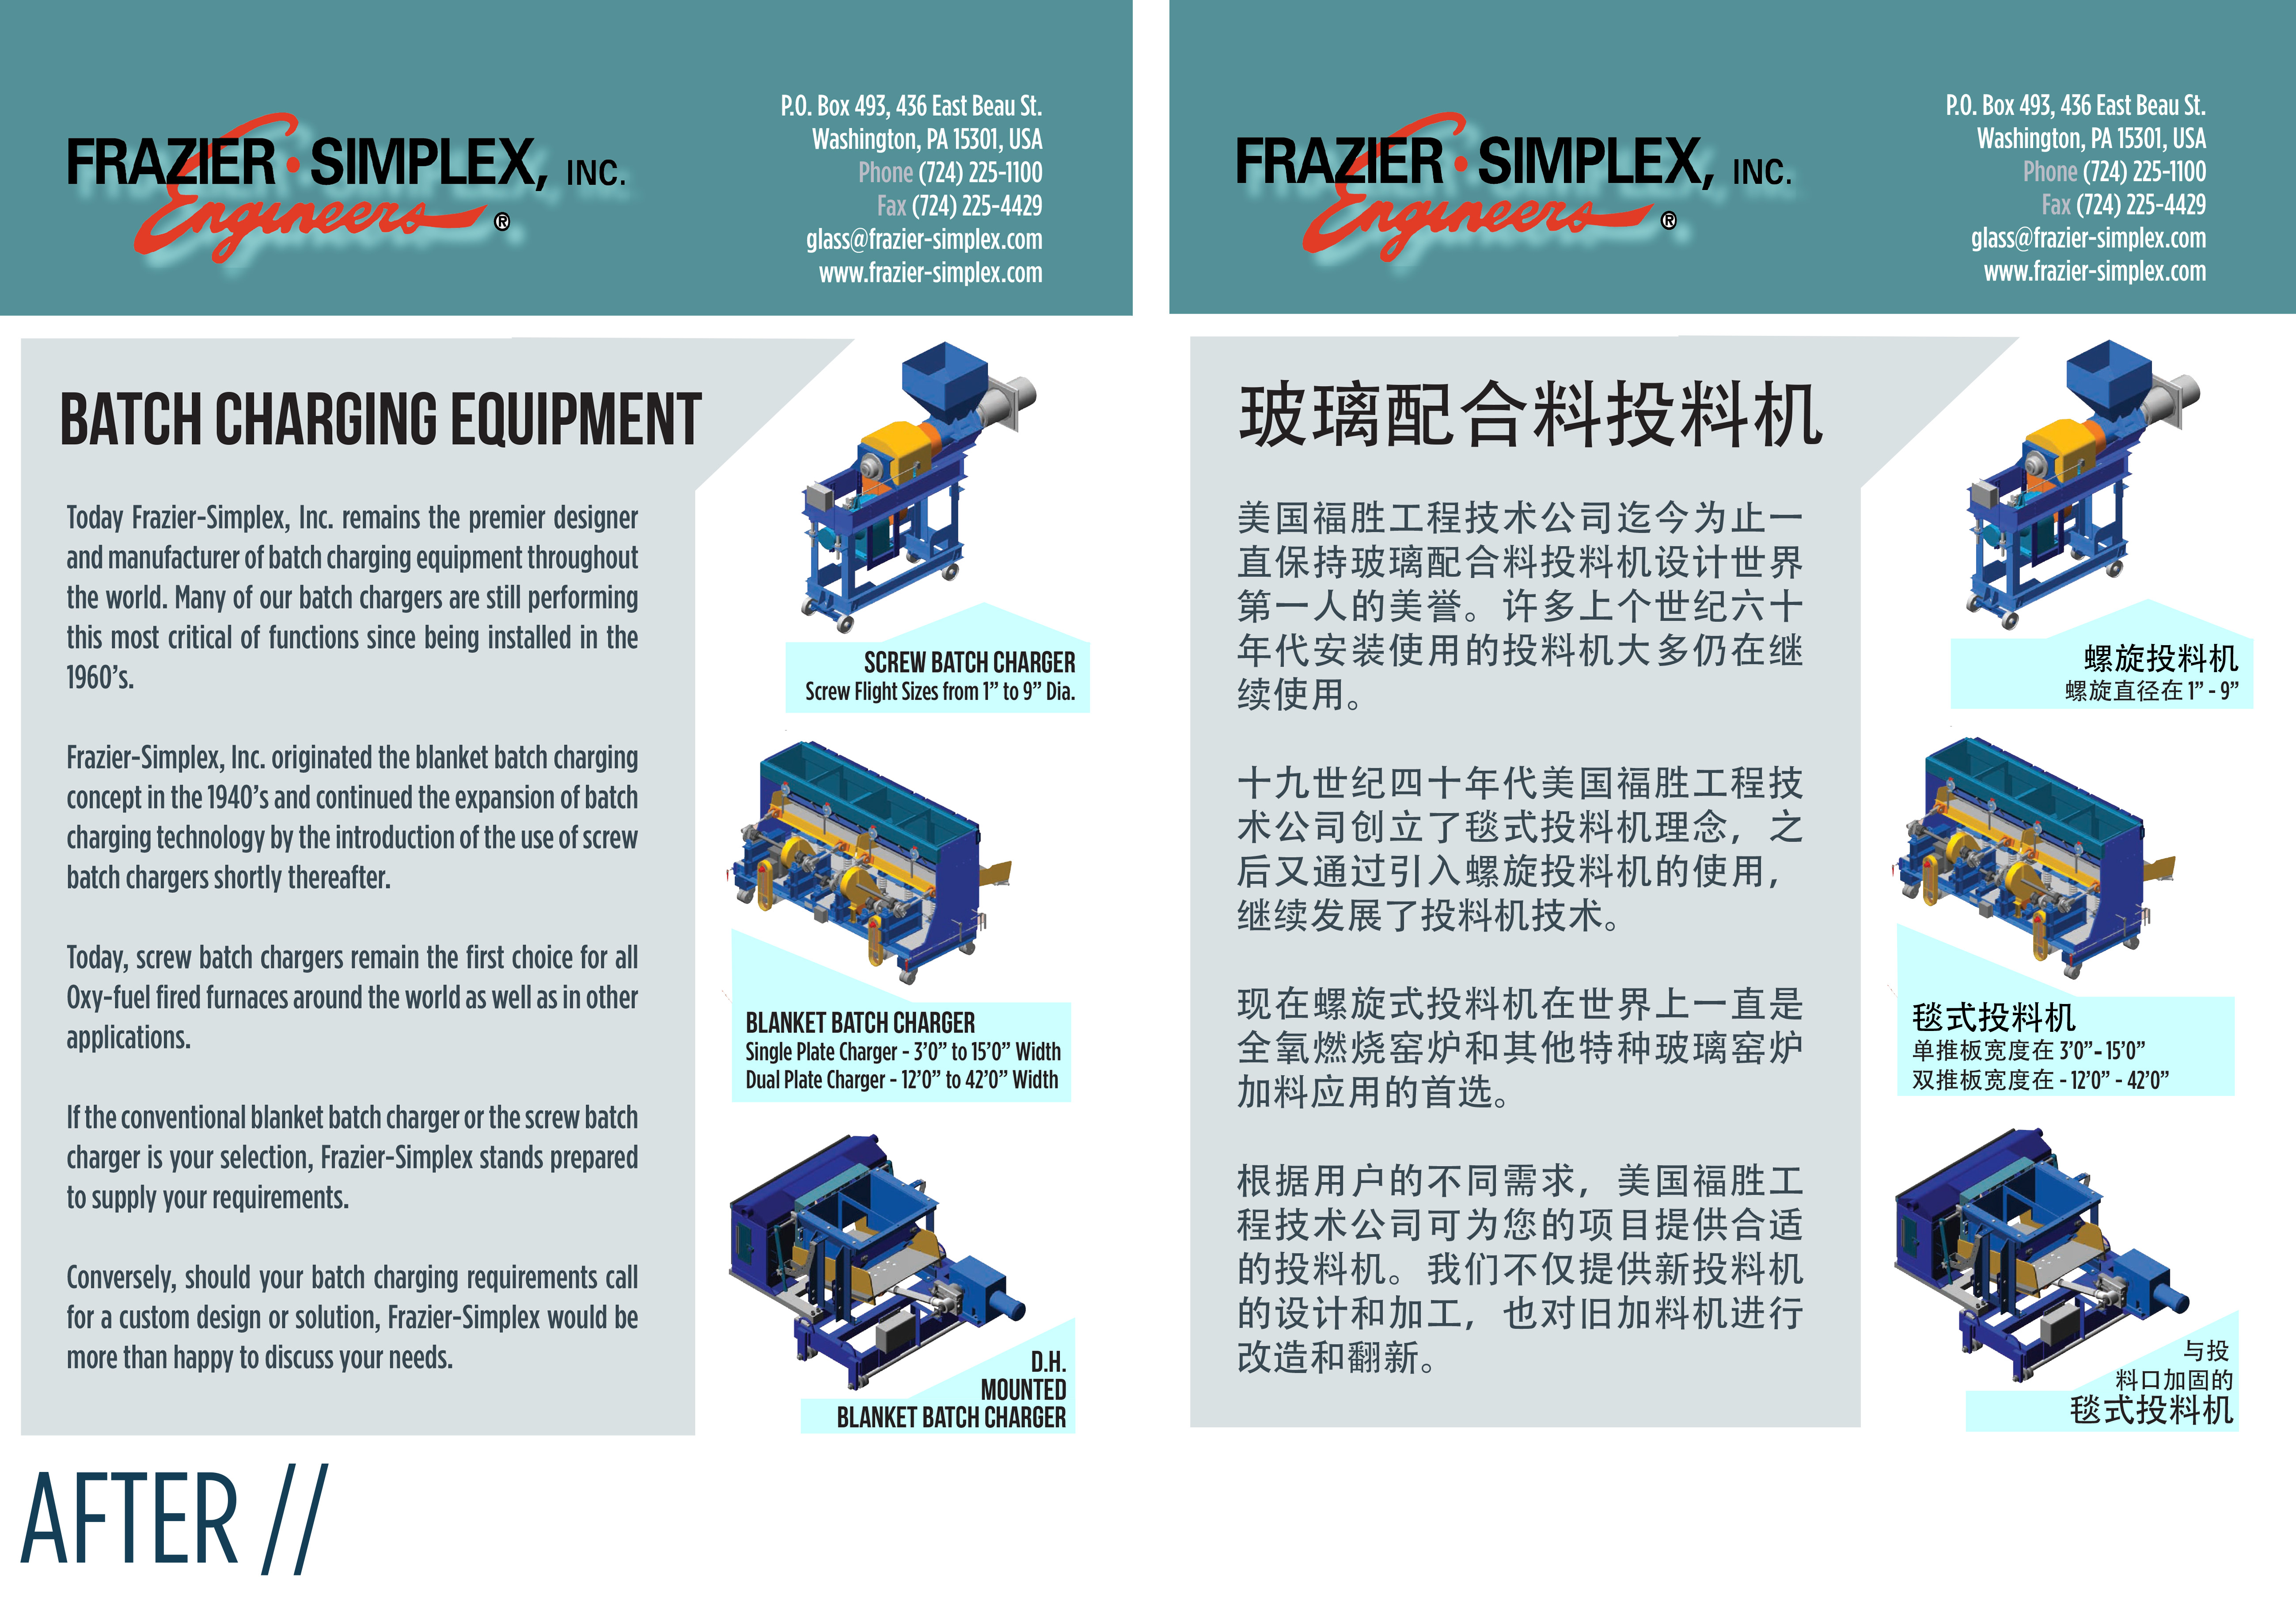 FRAZIER·SIMPLEX, INC.
Engineers ®
P.O. Box 493, 436 East Beau St.
Washington, PA 15301, USA
Phone (724) 225-1100
Fax (724) 225-4429
glass@frazier-simplex.com
www.frazier-simplex.com
BATCH CHARGING EQUIPMENT
Today Frazier-Simplex, Inc. remains the premier designer
and manufacturer of batch charging equipment throughout
the world. Many of our batch chargers are still performing
this most critical of functions since being installed in the
1960’s.
Frazier-Simplex, Inc. originated the blanket batch charging
concept in the 1940’s and continued the expansion of batch
charging technology by the introduction of the use of screw
batch chargers shortly thereafter.
Today, screw batch chargers remain the first choice for all
Oxy-fuel fired furnaces around the world as well as in other
applications.
If the conventional blanket batch charger or the screw batch
charger is your selection, Frazier-Simplex stands prepared
to supply your requirements.
Conversely, should your batch charging requirements call
for a custom design or solution, Frazier-Simplex would be
more than happy to discuss your needs.
SCREW BATCH CHARGER
Screw Flight Sizes from 1” to 9” Dia.
BLANKET BATCH CHARGER
Single Plate Charger - 3’0” to 15’0” Width
Dual Plate Charger - 12’0” to 42’0” Width
D.H.
MOUNTED
BLANKET BATCH CHARGER
AFTER //
FRAZIER·SIMPLEX, INC.
Engineers ®
P.O. Box 493, 436 East Beau St.
Washington, PA 15301, USA
Phone (724) 225-1100
Fax (724) 225-4429
glass@frazier-simplex.com
www.frazier-simplex.com
玻璃配合料投料机
美国福胜工程技术公司迄今为止一
直保持玻璃配合料投料机设计世界
第一人的美誉。许多上个世纪六十
年代安装使用的投料机大多仍在继
续使用。
十九世纪四十年代美国福胜工程技
术公司创立了毯式投料机理念，之
后又通过引入螺旋投料机的使用，
继续发展了投料机技术。
现在螺旋式投料机在世界上一直是
全氧燃烧窑炉和其他特种玻璃窑炉
加料应用的首选。
根据用户的不同需求，美国福胜工
程技术公司可为您的项目提供合适
的投料机。我们不仅提供新投料机
的设计和加工，也对旧加料机进行
改造和翻新。
螺旋投料机
螺旋直径在 1” - 9”
毯式投料机
单推板宽度在 3’0”- 15’0”
双推板宽度在 - 12’0” - 42’0”
与投
料口加固的
毯式投料机